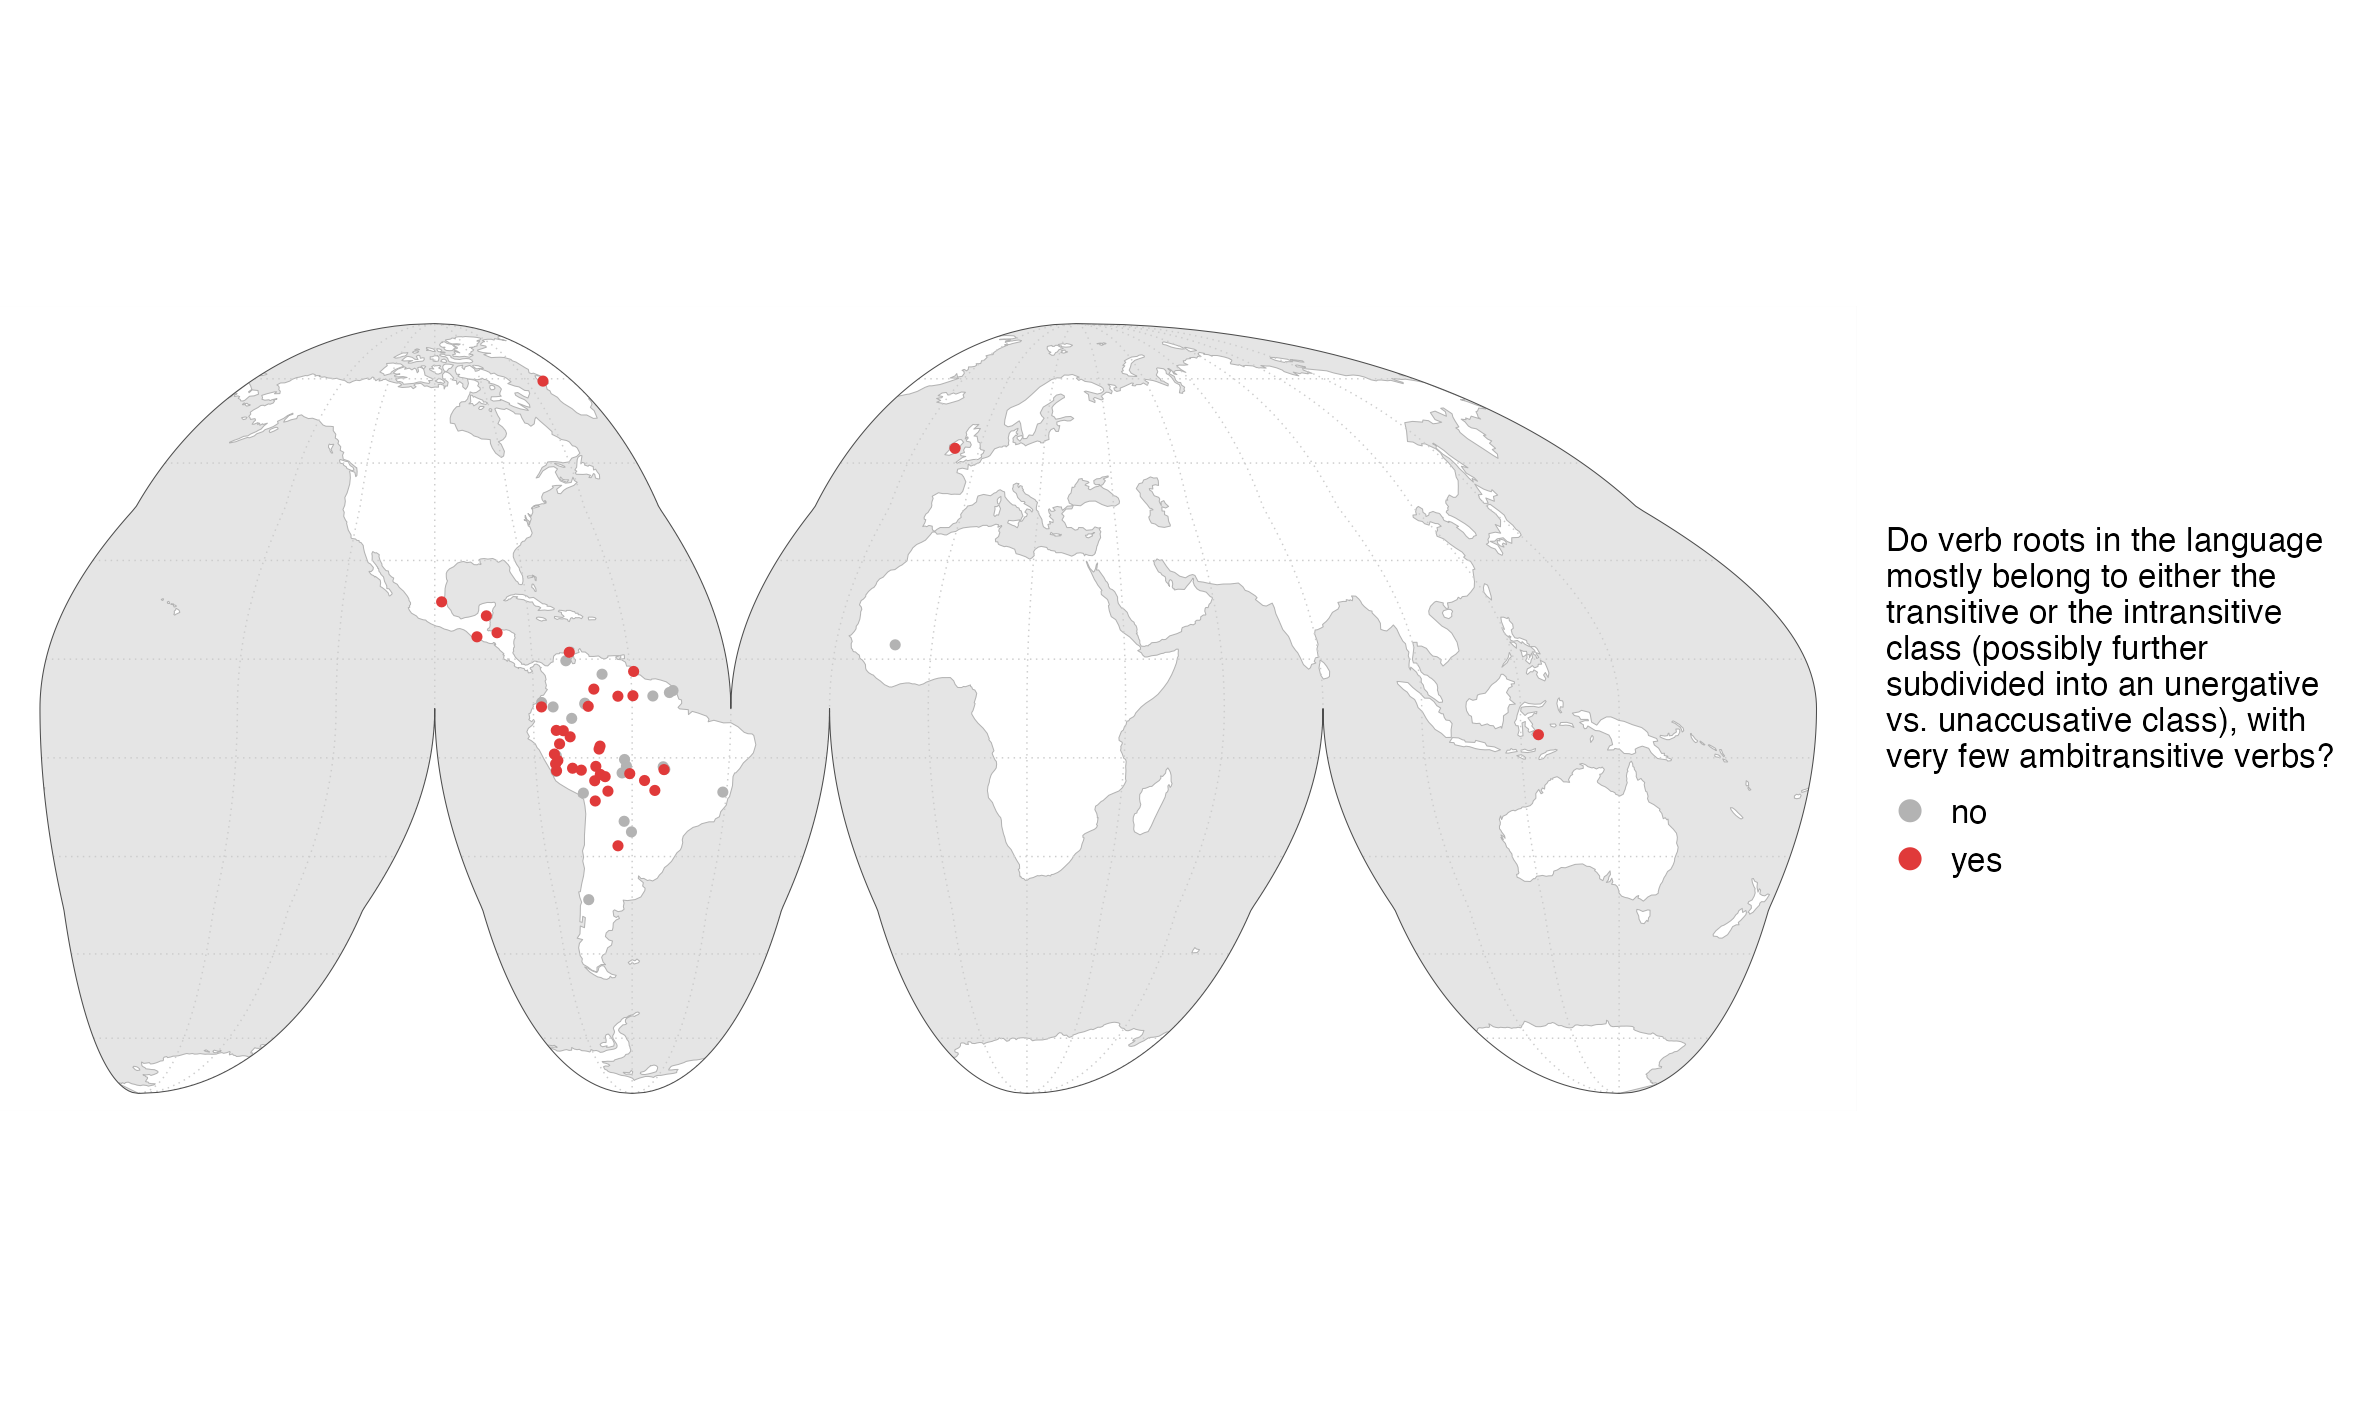 Do verb roots in the language
mostly belong to either the
transitive or the intransitive
class (possibly further
subdivided into an unergative
vs. unaccusative class), with
very few ambitransitive verbs?
no
yes